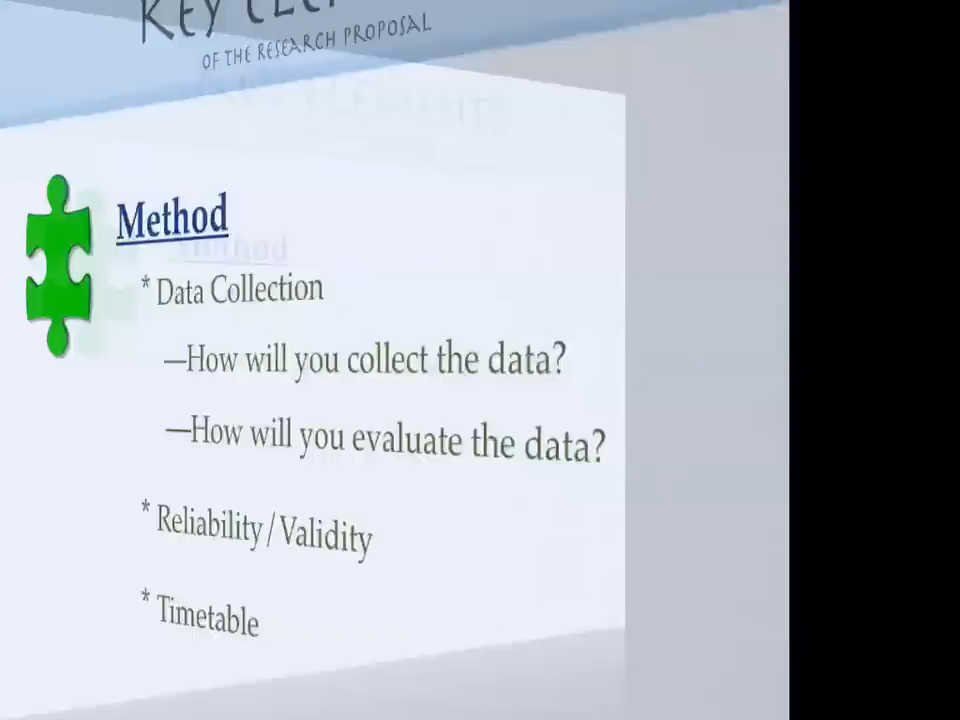 KEY
OF THE RESEARCH PROPOSAL
Method
* Data Collection
—How will you collect the data?
—How will you evaluate the data?
* Reliability/Validity
* Timetable